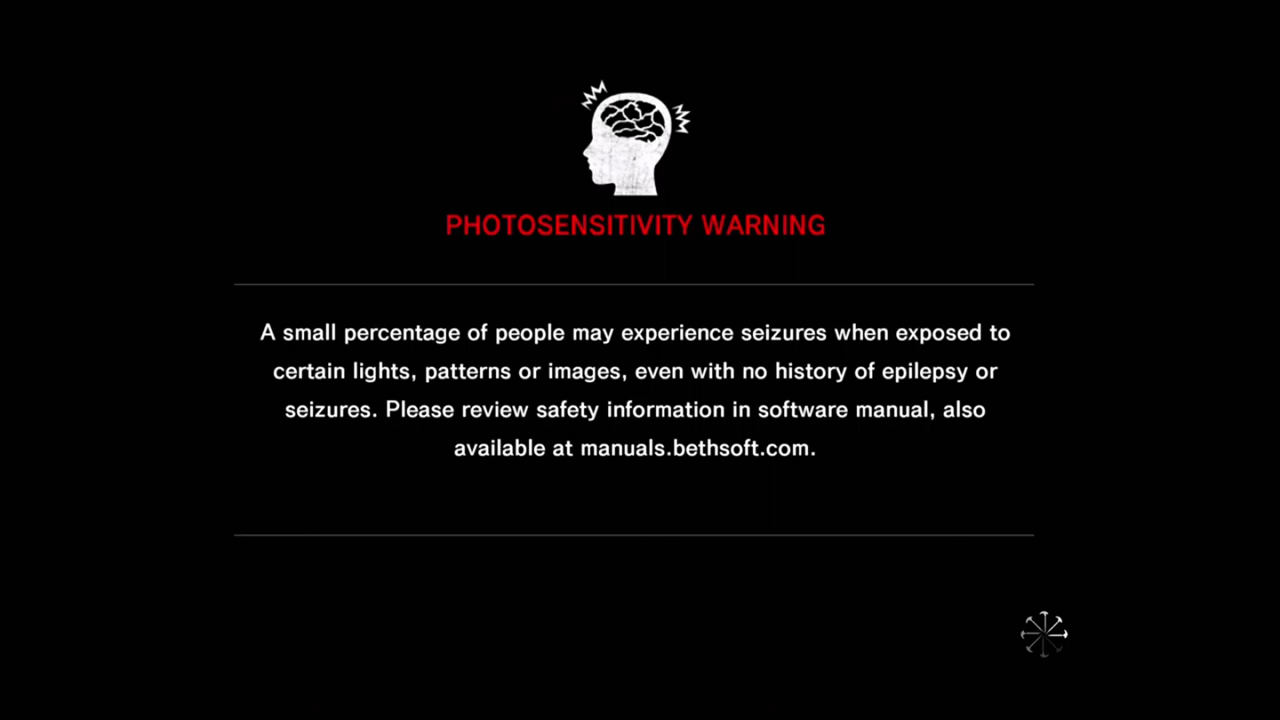 PHOTOSENSITIVITY WARNING
A small percentage of people may experience seizures when exposed to
certain lights, patterns or images, even with no history of epilepsy or
seizures. Please review safety information in software manual, also
available at manuals.bethsoft.com.